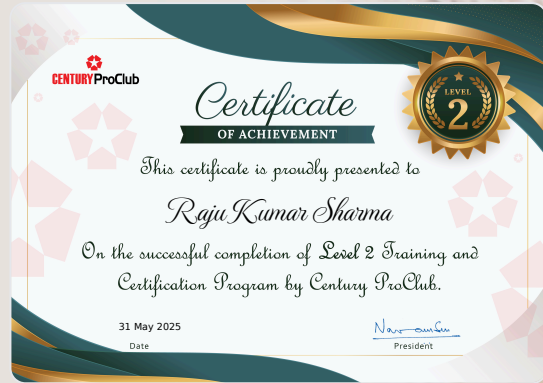 CENTURY ProClub
Certificate
OF ACHIEVEMENT
LEVEL
2
This certificate is proudly presented to
Raju Kumar Sharma
On the successful completion of Level 2 Training and
Certification Program by Century ProClub.
31 May 2025
Date
President